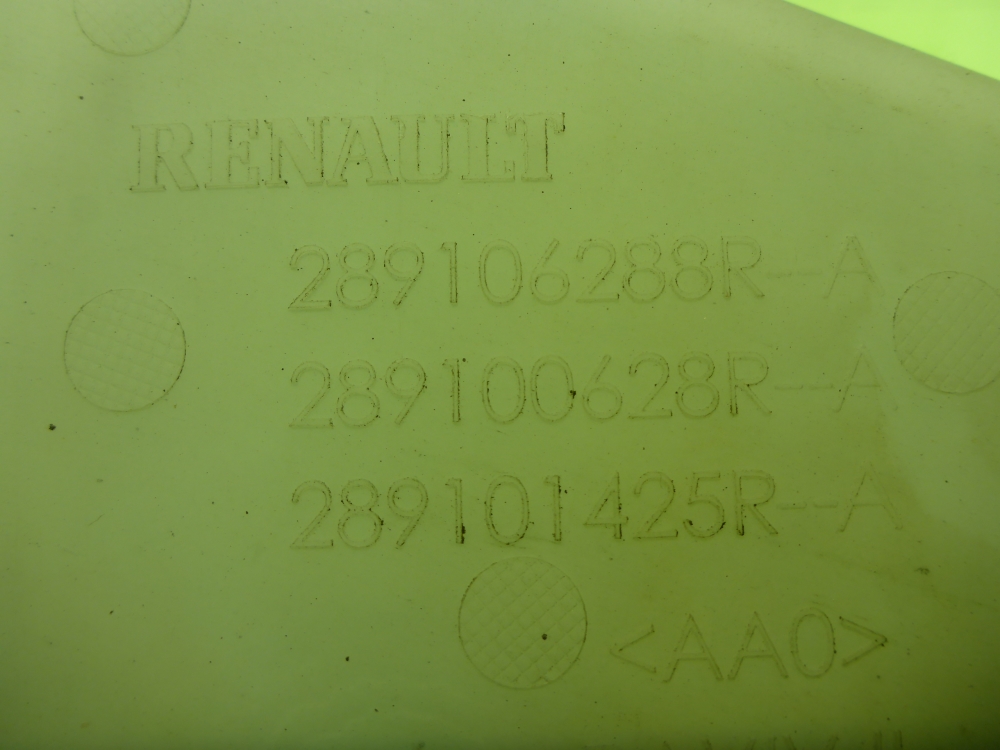 RENAULT
289106288R--A
289100628R--A
289101425R--A
<AA0>